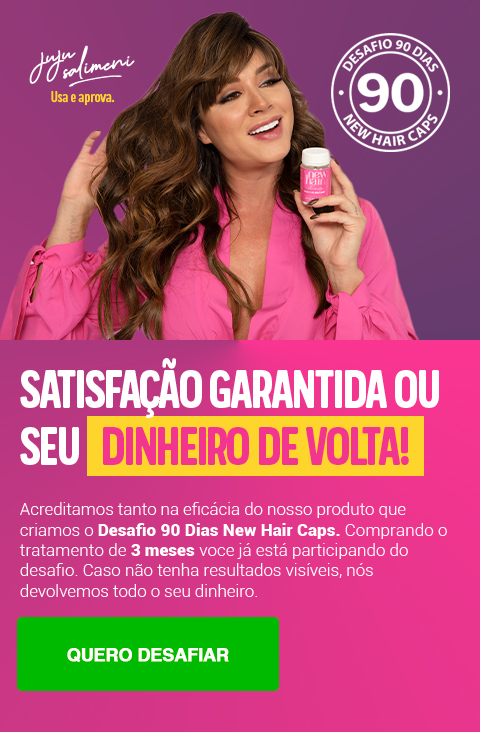 juju
salimeni
Usa e aprova.
DESAFIO 90 DIAS
90
NEW HAIR CAPS
new
hair
SATISFAÇÃO GARANTIDA OU
SEU DINHEIRO DE VOLTA!
Acreditamos tanto na eficácia do nosso produto que
criamos o Desafio 90 Dias New Hair Caps. Comprando o
tratamento de 3 meses voce já está participando do
desafio. Caso não tenha resultados visíveis, nós
devolvemos todo o seu dinheiro.
QUERO DESAFIAR